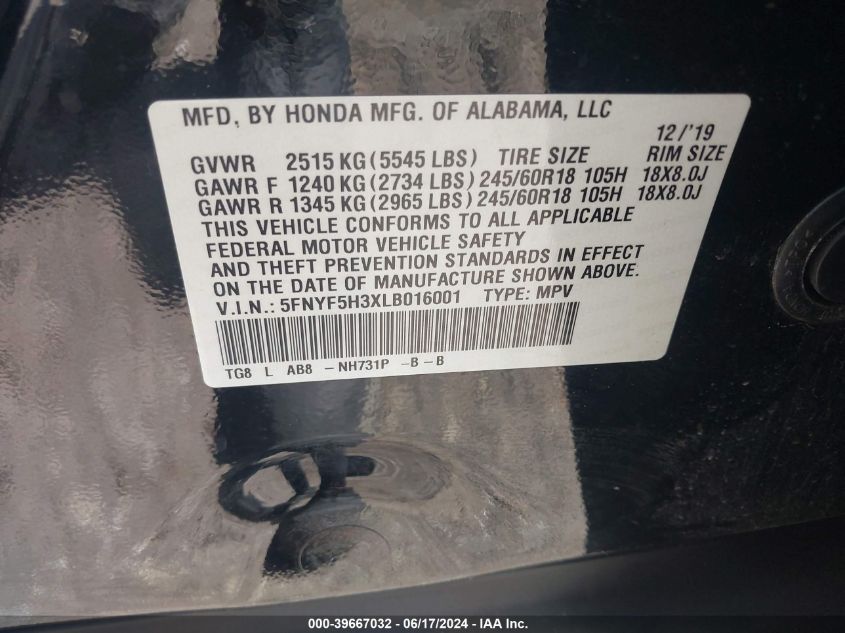 MFD, BY HONDA MFG. OF ALABAMA, LLC
12/'19
GVWR 2515 KG (5545 LBS) TIRE SIZE RIM SIZE
GAWR F 1240 KG (2734 LBS) 245/60R18 105H 18X8.0J
GAWR R 1345 KG (2965 LBS) 245/60R18 105H 18X8.0J
THIS VEHICLE CONFORMS TO ALL APPLICABLE
FEDERAL MOTOR VEHICLE SAFETY
AND THEFT PREVENTION STANDARDS IN EFFECT
ON THE DATE OF MANUFACTURE SHOWN ABOVE.
V.I.N.: 5FNYF5H3XLB016001 TYPE: MPV
TG8 L AB8 -NH731P -B-B
000-39667032 - 06/17/2024 - IAA Inc.